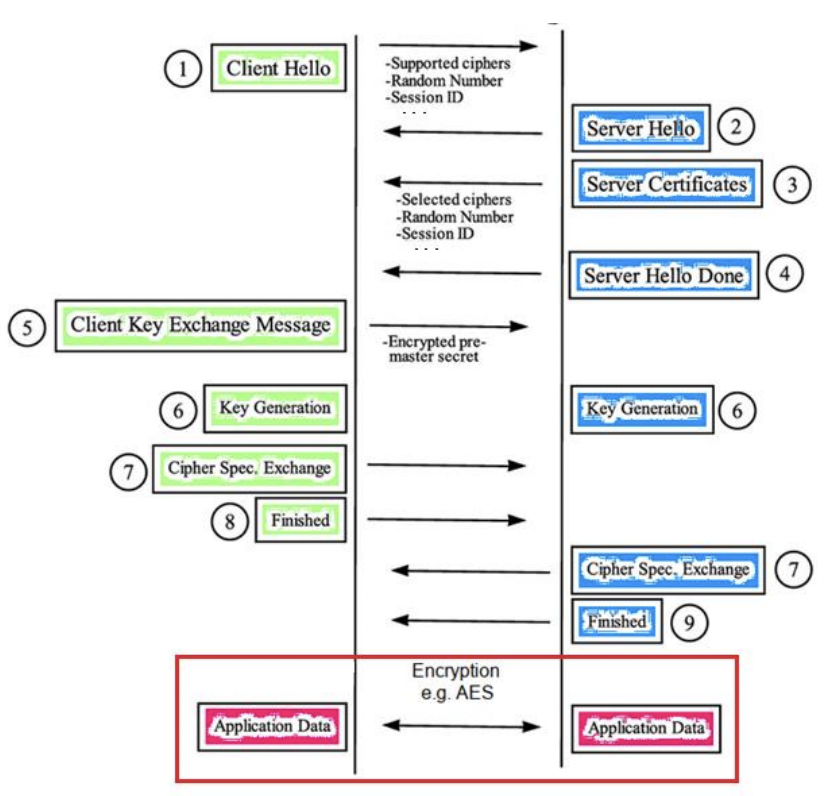 1 Client Hello
-Supported ciphers
-Random Number
-Session ID
...
Server Hello 2
Server Certificates 3
-Selected ciphers
-Random Number
-Session ID
...
Server Hello Done 4
5 Client Key Exchange Message
-Encrypted pre-
master secret
6 Key Generation
Key Generation 6
7 Cipher Spec. Exchange
8 Finished
Cipher Spec. Exchange 7
Finished 9
Encryption
e.g. AES
Application Data
Application Data